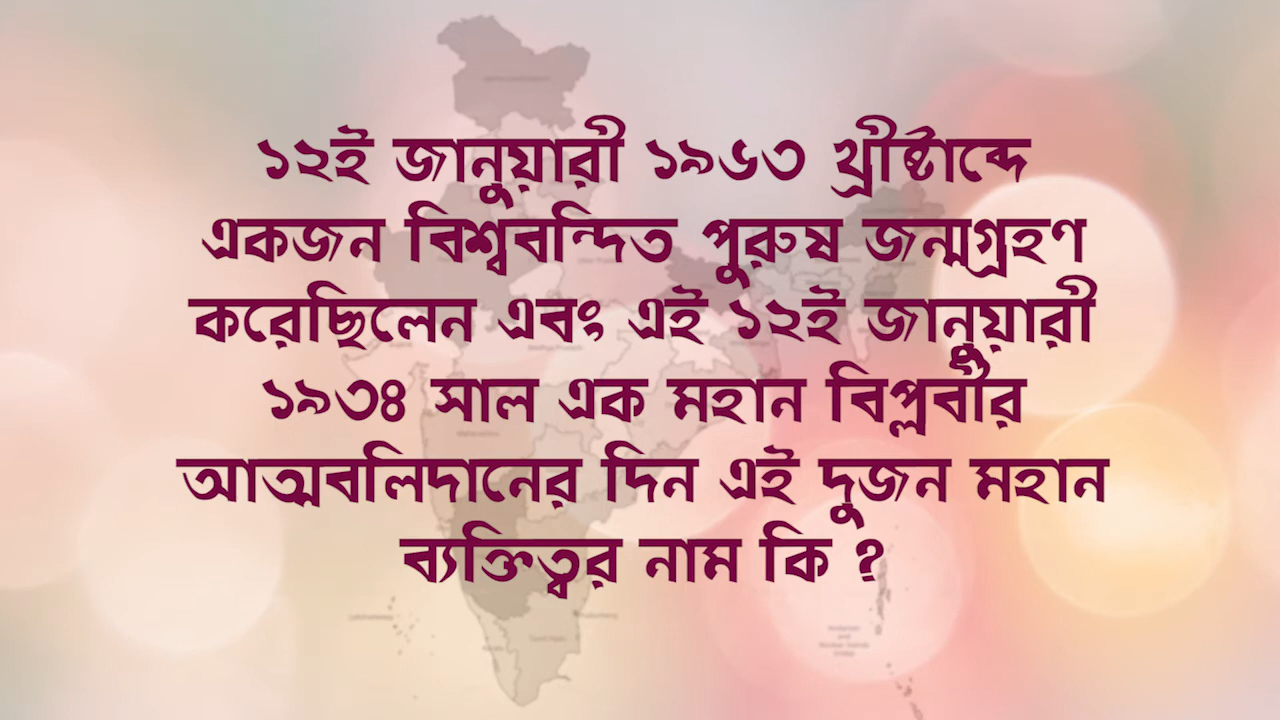 ১২ই জানুয়ারী ১৯৬৩ খ্রীষ্টাব্দে
একজন বিশ্ববন্দিত পুরুষ জন্মগ্রহণ
করেছিলেন এবং এই ১২ই জানুয়ারী
১৯৩৪ সাল এক মহান বিপ্লবীর
আত্মবলিদানের দিন এই দুজন মহান
ব্যক্তিত্বর নাম কি ?